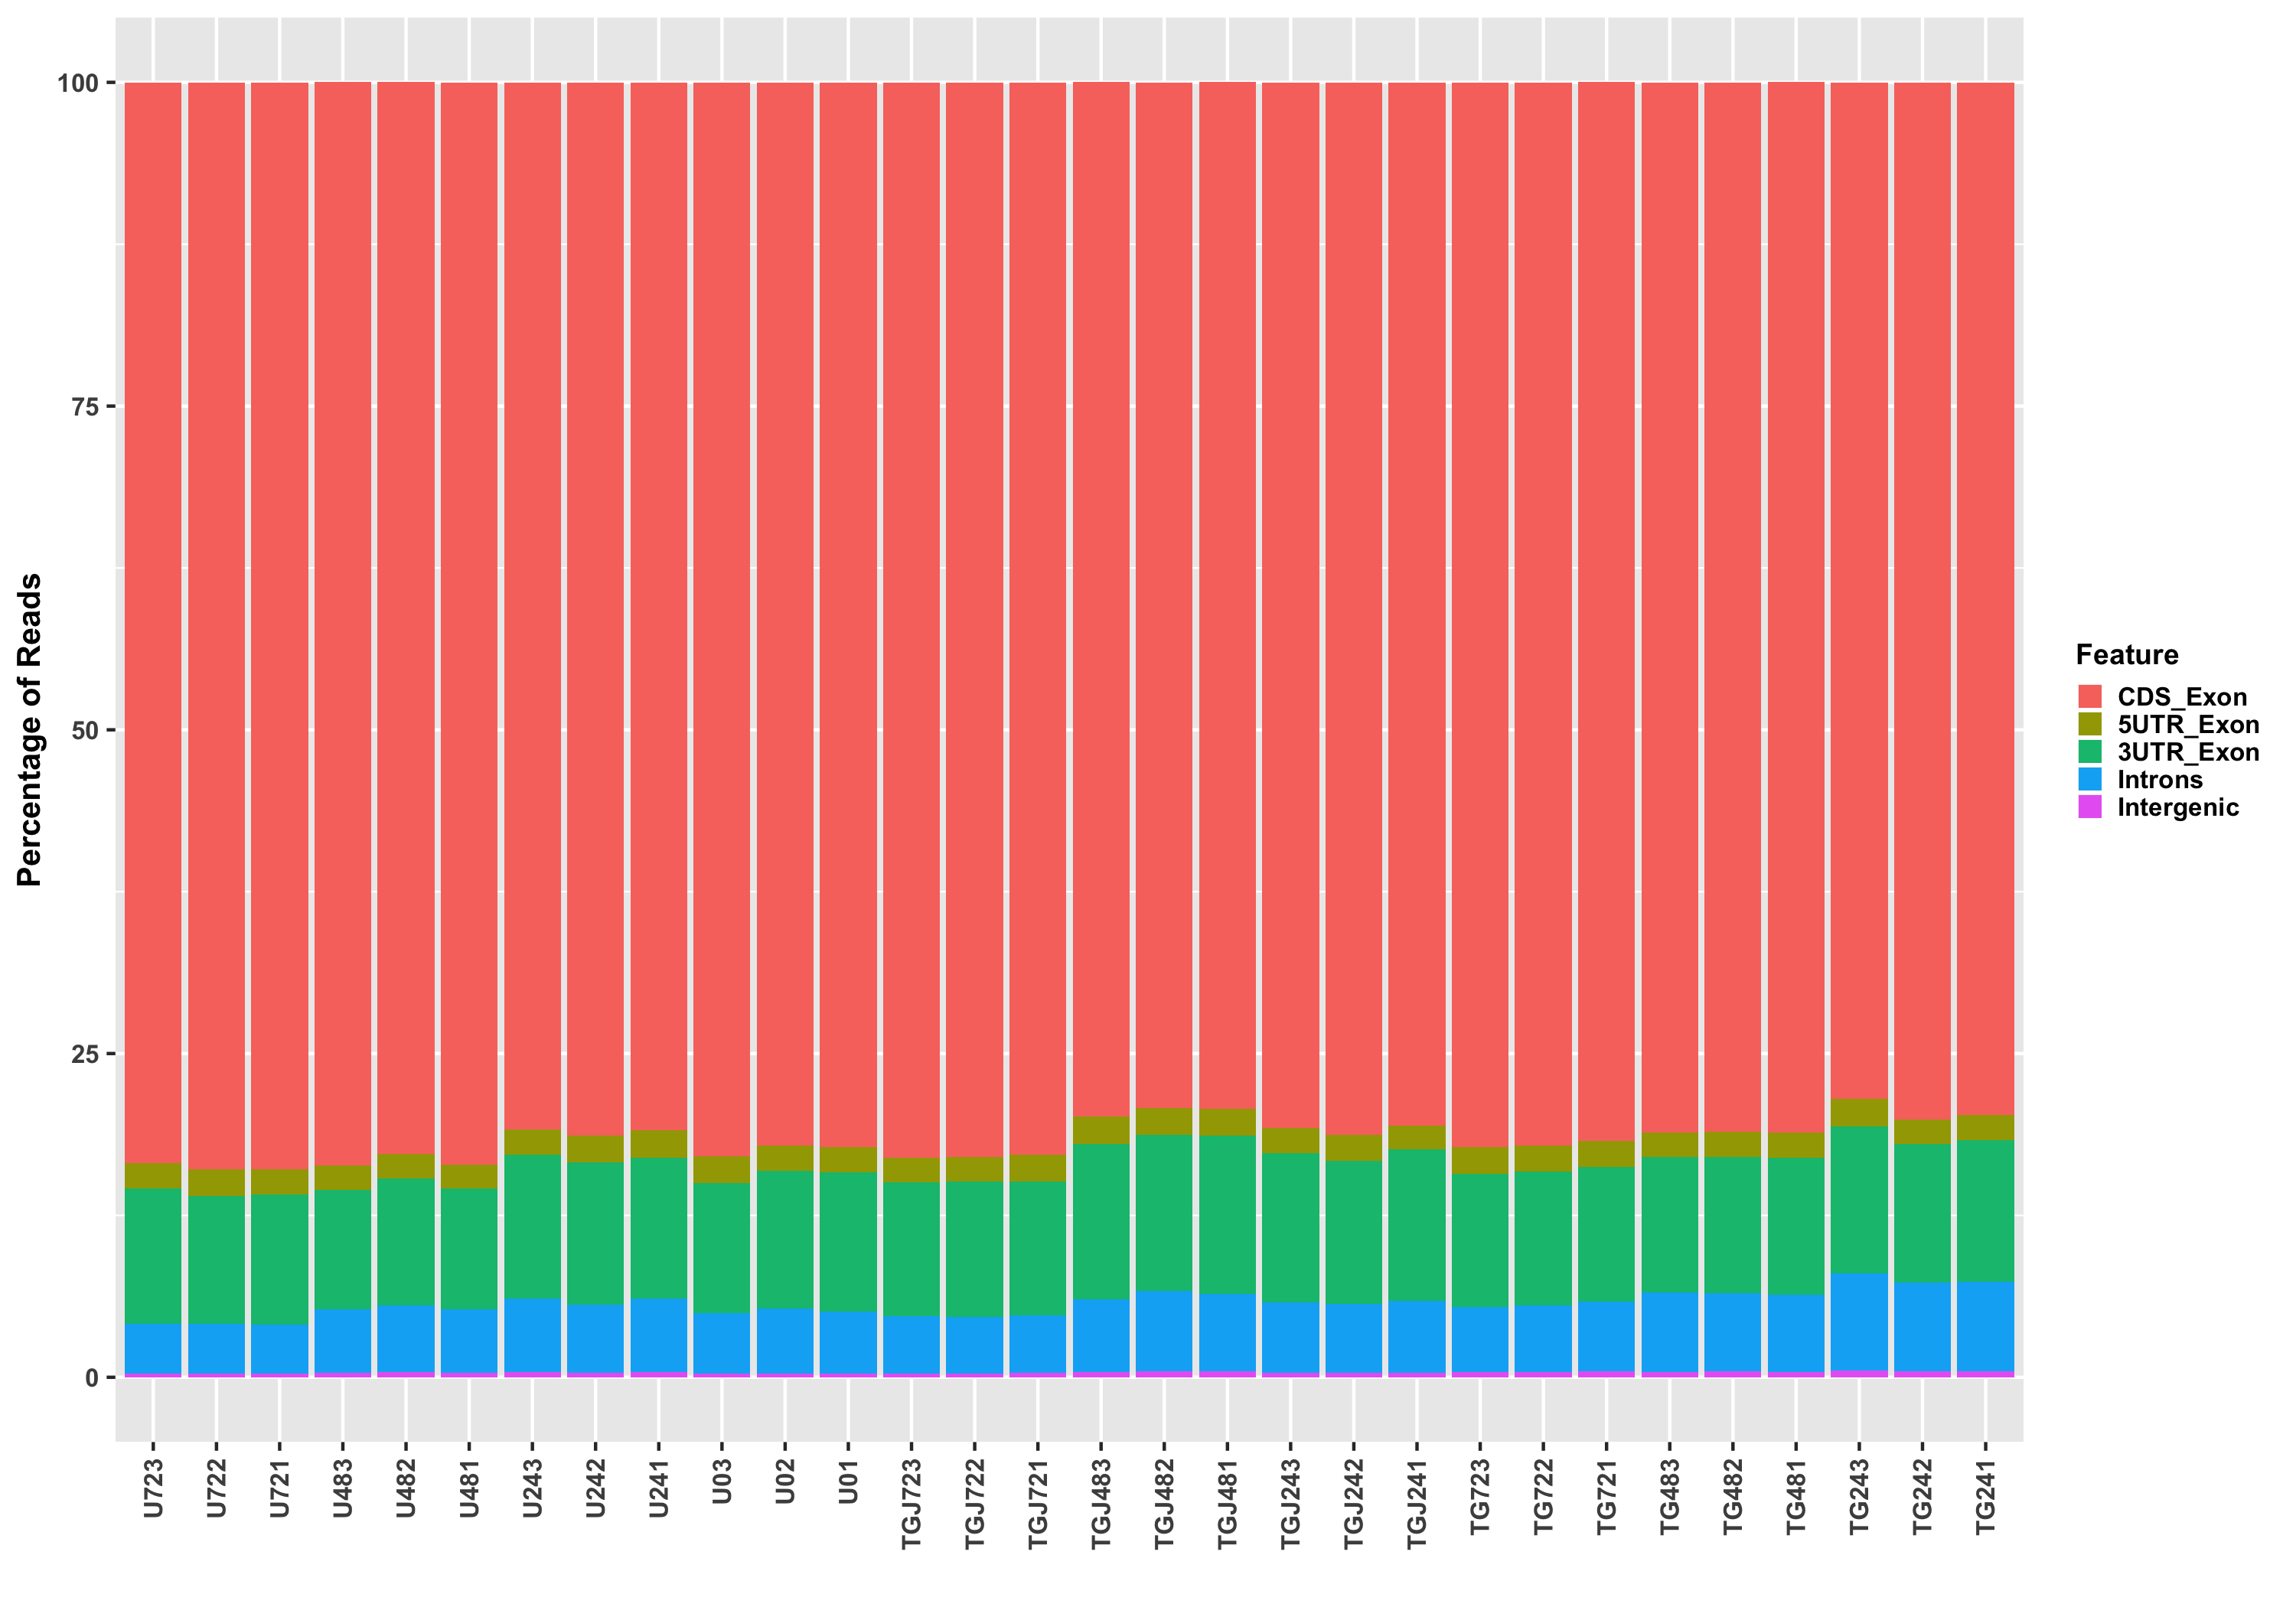 Percentage of Reads
100
75
50
25
0
U723
U722
U721
U483
U482
U481
U243
U242
U241
U03
U02
U01
TGJ723
TGJ722
TGJ721
TGJ483
TGJ482
TGJ481
TGJ243
TGJ242
TGJ241
TG723
TG722
TG721
TG483
TG482
TG481
TG243
TG242
TG241
Feature
CDS_Exon
5UTR_Exon
3UTR_Exon
Introns
Intergenic